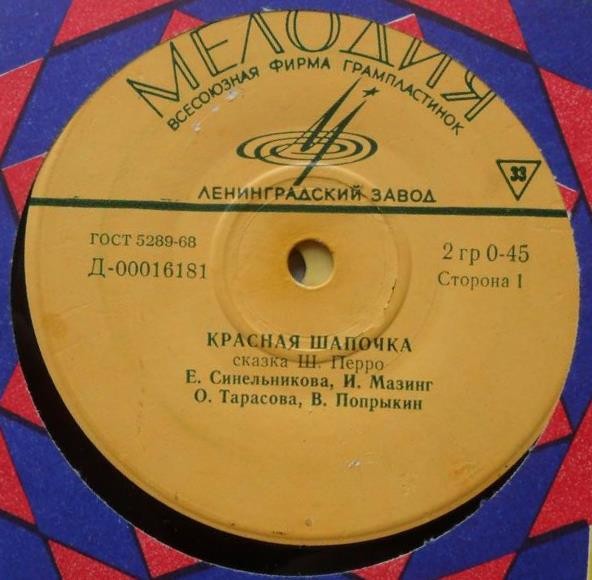 МЕЛОДИЯ
ВСЕСОЮЗНАЯ ФИРМА ГРАМПЛАСТИНОК
33
ЛЕНИНГРАДСКИЙ ЗАВОД
ГОСТ 5289-68
2 гр 0-45
Д-00016181
Сторона 1
КРАСНАЯ ШАПОЧКА
сказка Ш. Перро
Е. Синельникова, И. Мазинг
О. Тарасова, В. Попрыкин